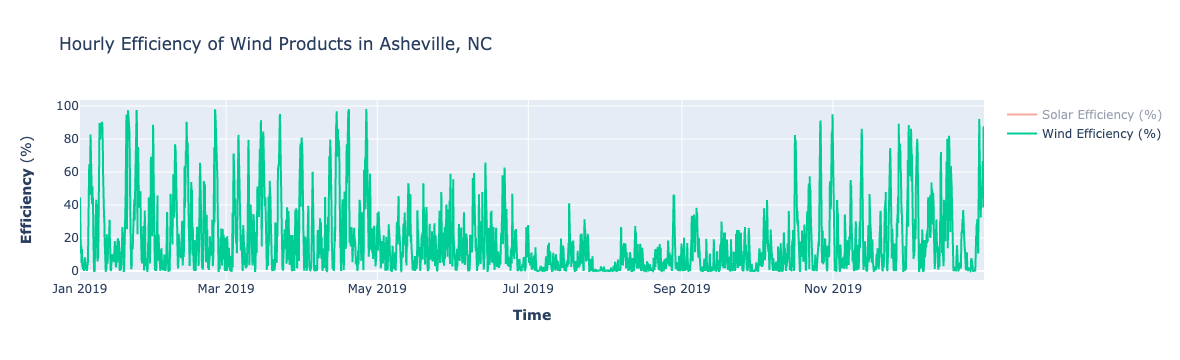 Hourly Efficiency of Wind Products in Asheville, NC
100
80
60
40
20
0
Efficiency (%)
Jan 2019 Mar 2019 May 2019 Jul 2019 Sep 2019 Nov 2019
Time
Solar Efficiency (%)
Wind Efficiency (%)